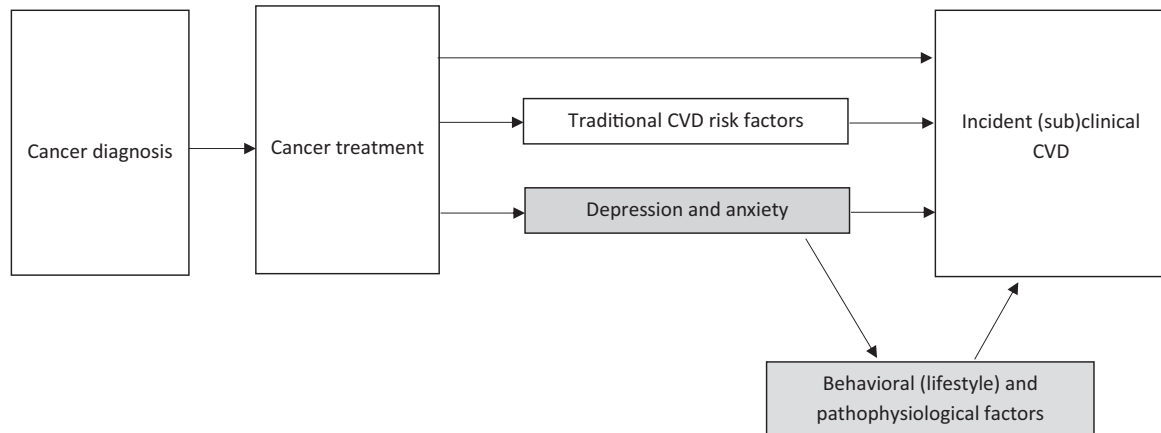 Cancer diagnosis
Cancer treatment
Traditional CVD risk factors
Depression and anxiety
Incident (sub)clinical
CVD
Behavioral (lifestyle) and
pathophysiological factors